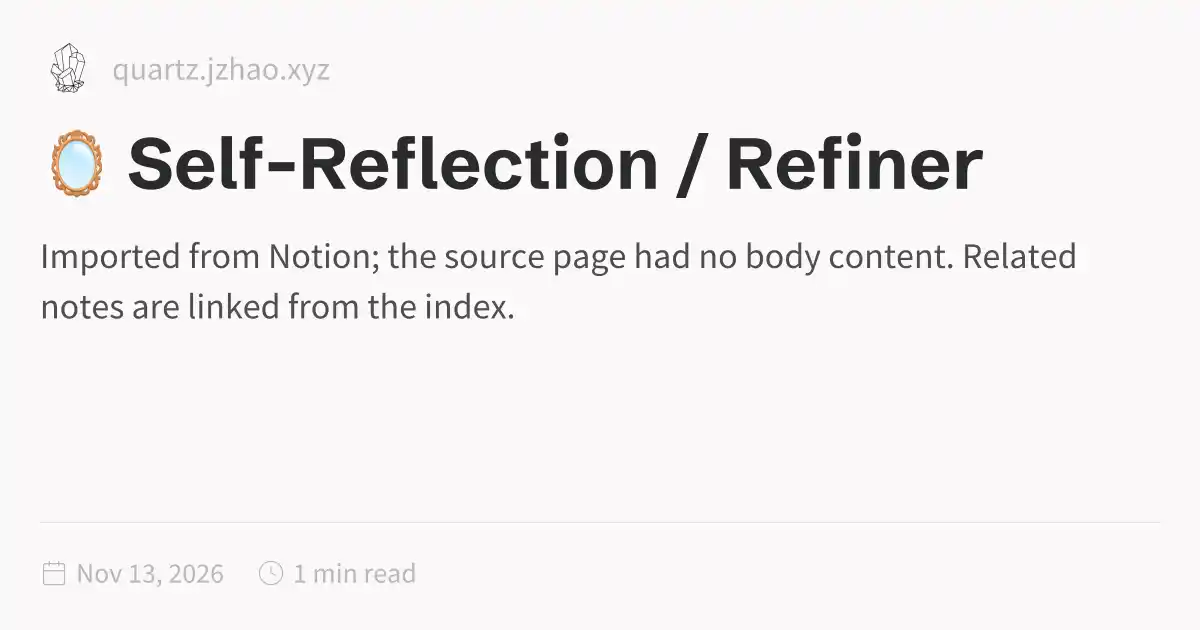 quartz.jzhao.xyz
🪞 Self-Reflection / Refiner
Imported from Notion; the source page had no body content. Related
notes are linked from the index.
Nov 13, 2026 1 min read